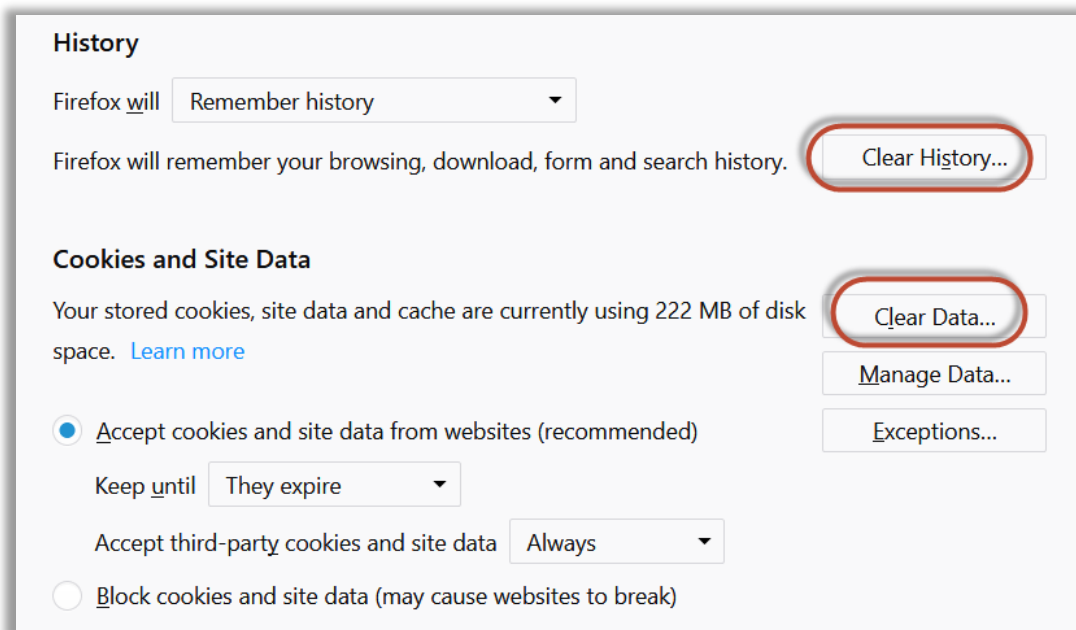 History
Firefox will Remember history
Firefox will remember your browsing, download, form and search history. Clear History...
Cookies and Site Data
Your stored cookies, site data and cache are currently using 222 MB of disk
space. Learn more
Clear Data...
Manage Data...
Accept cookies and site data from websites (recommended)
Exceptions...
Keep until They expire
Accept third-party cookies and site data Always
Block cookies and site data (may cause websites to break)